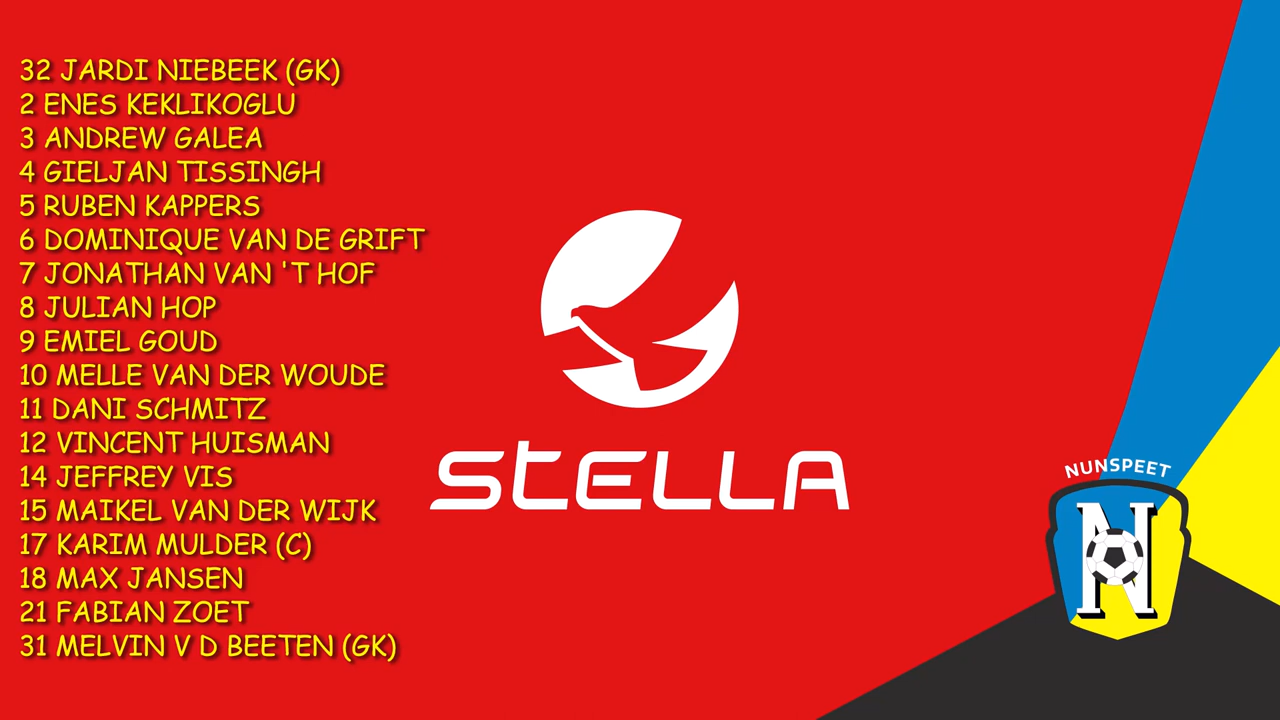 32 JARDI NIEBEEK (GK)
2 ENES KEKLIKOGLU
3 ANDREW GALEA
4 GIELJAN TISSINGH
5 RUBEN KAPPERS
6 DOMINIQUE VAN DE GRIFT
7 JONATHAN VAN 'T HOF
8 JULIAN HOP
9 EMIEL GOUD
10 MELLE VAN DER WOUDE
11 DANI SCHMITZ
12 VINCENT HUISMAN
14 JEFFREY VIS
15 MAIKEL VAN DER WIJK
17 KARIM MULDER (C)
18 MAX JANSEN
21 FABIAN ZOET
31 MELVIN V D BEETEN (GK)
STELLA
NUNSPEET
N